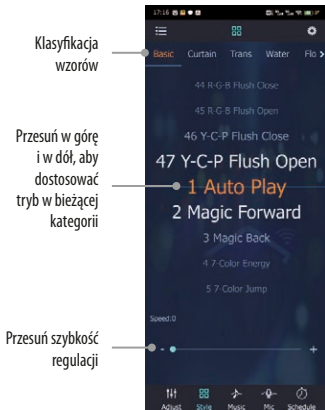 Klasyfikacja
wzorów
Przesuń w górę
i w dół, aby
dostosować
tryb w bieżącej
kategorii
Przesuń szybkość
regulacji
17:16
Basic Curtain Trans Water Flo
44 R-G-B Flush Close
45 R-G-B Flush Open
46 Y-C-P Flush Close
47 Y-C-P Flush Open
1 Auto Play
2 Magic Forward
3 Magic Back
4 7-Color Energy
5 7-Color Jump
Speed:0
- +
Adjust Style Music Mic Schedule